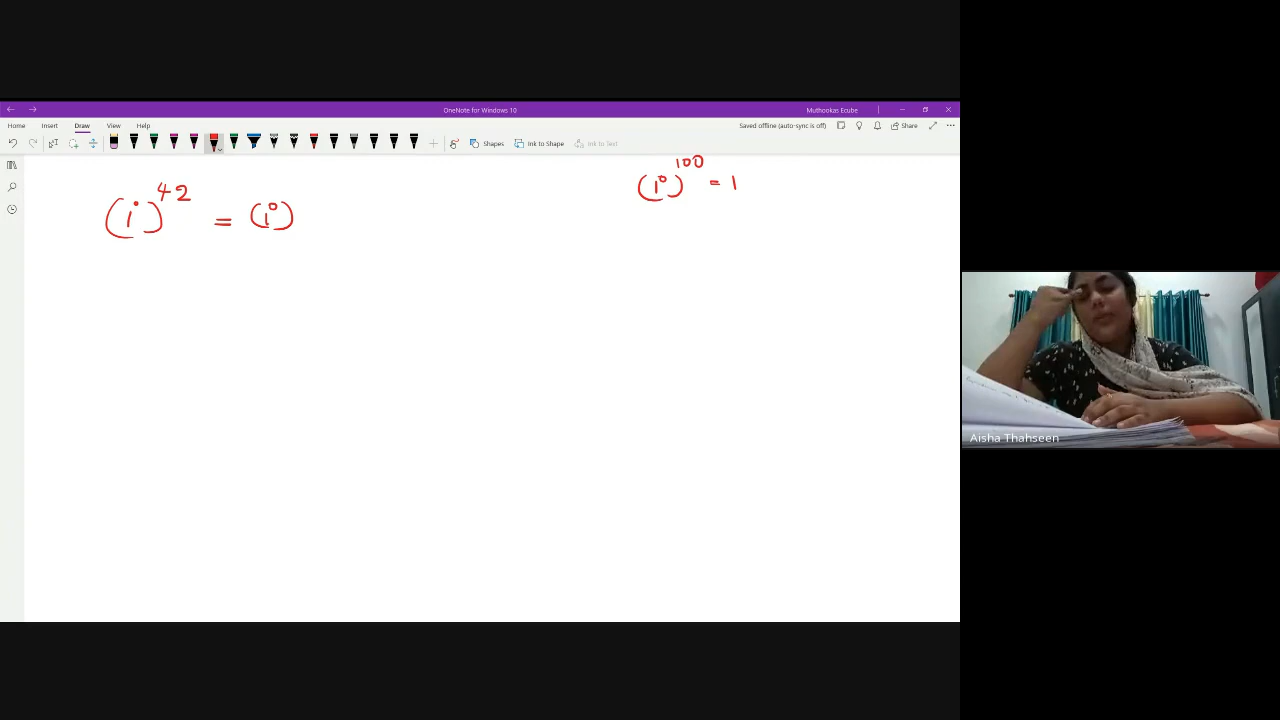 OneNote for Windows 10
Muthookas Ecube
Home Insert Draw View Help
Saved offline (auto-sync is off) Share
Shapes Ink to Shape Ink to Text
(i)^100 = 1
(i)^42 = (i)
Aisha Thahseen